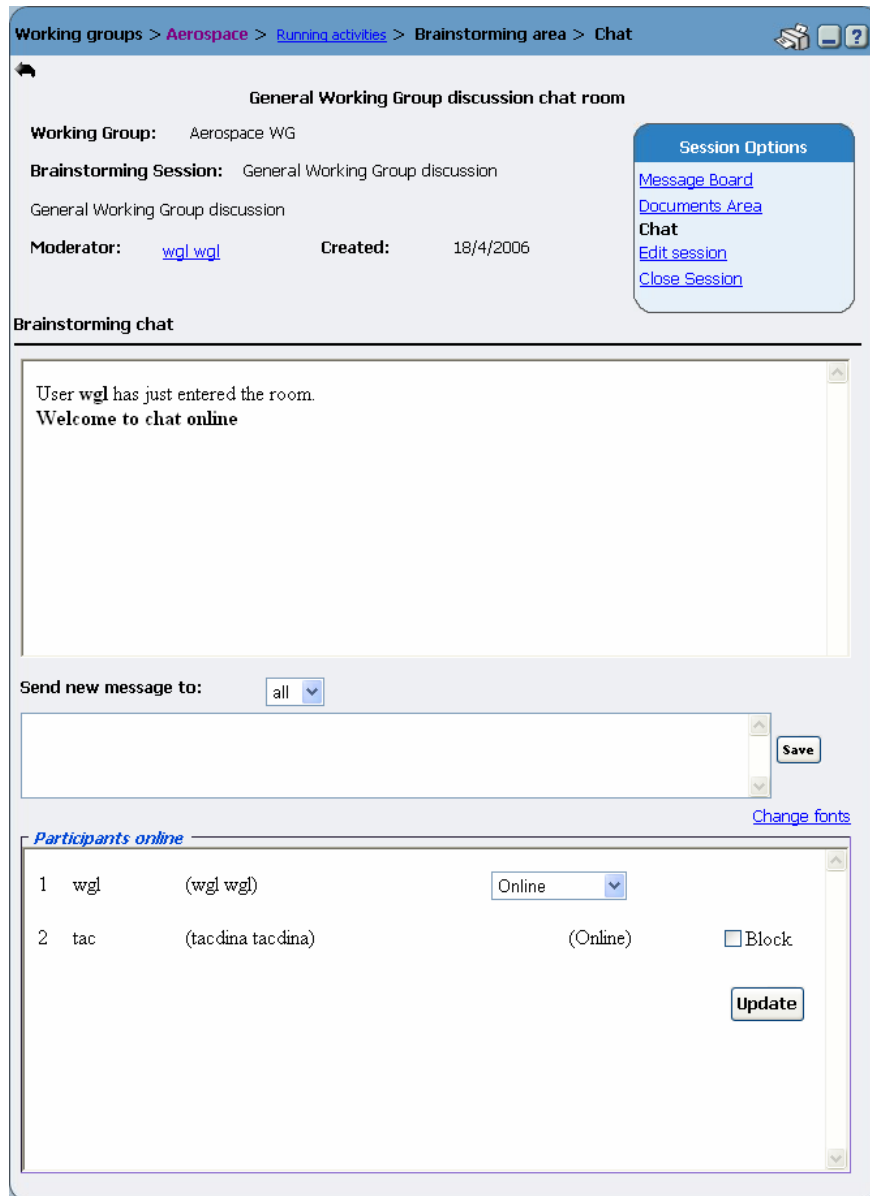 Working groups > Aerospace > Running activities > Brainstorming area > Chat
?
General Working Group discussion chat room
Working Group: Aerospace WG
Brainstorming Session: General Working Group discussion
General Working Group discussion
Moderator: wgl wgl Created: 18/4/2006
Session Options
Message Board
Documents Area
Chat
Edit session
Close Session
Brainstorming chat
User wgl has just entered the room.
Welcome to chat online
Send new message to: all
Save
Change fonts
Participants online
1 wgl (wgl wgl) Online
2 tac (tacdina tacdina) (Online) Block
Update